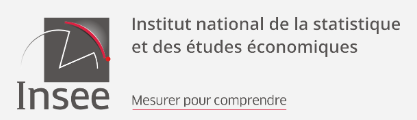 Institut national de la statistique
et des études économiques
Insee
Mesurer pour comprendre